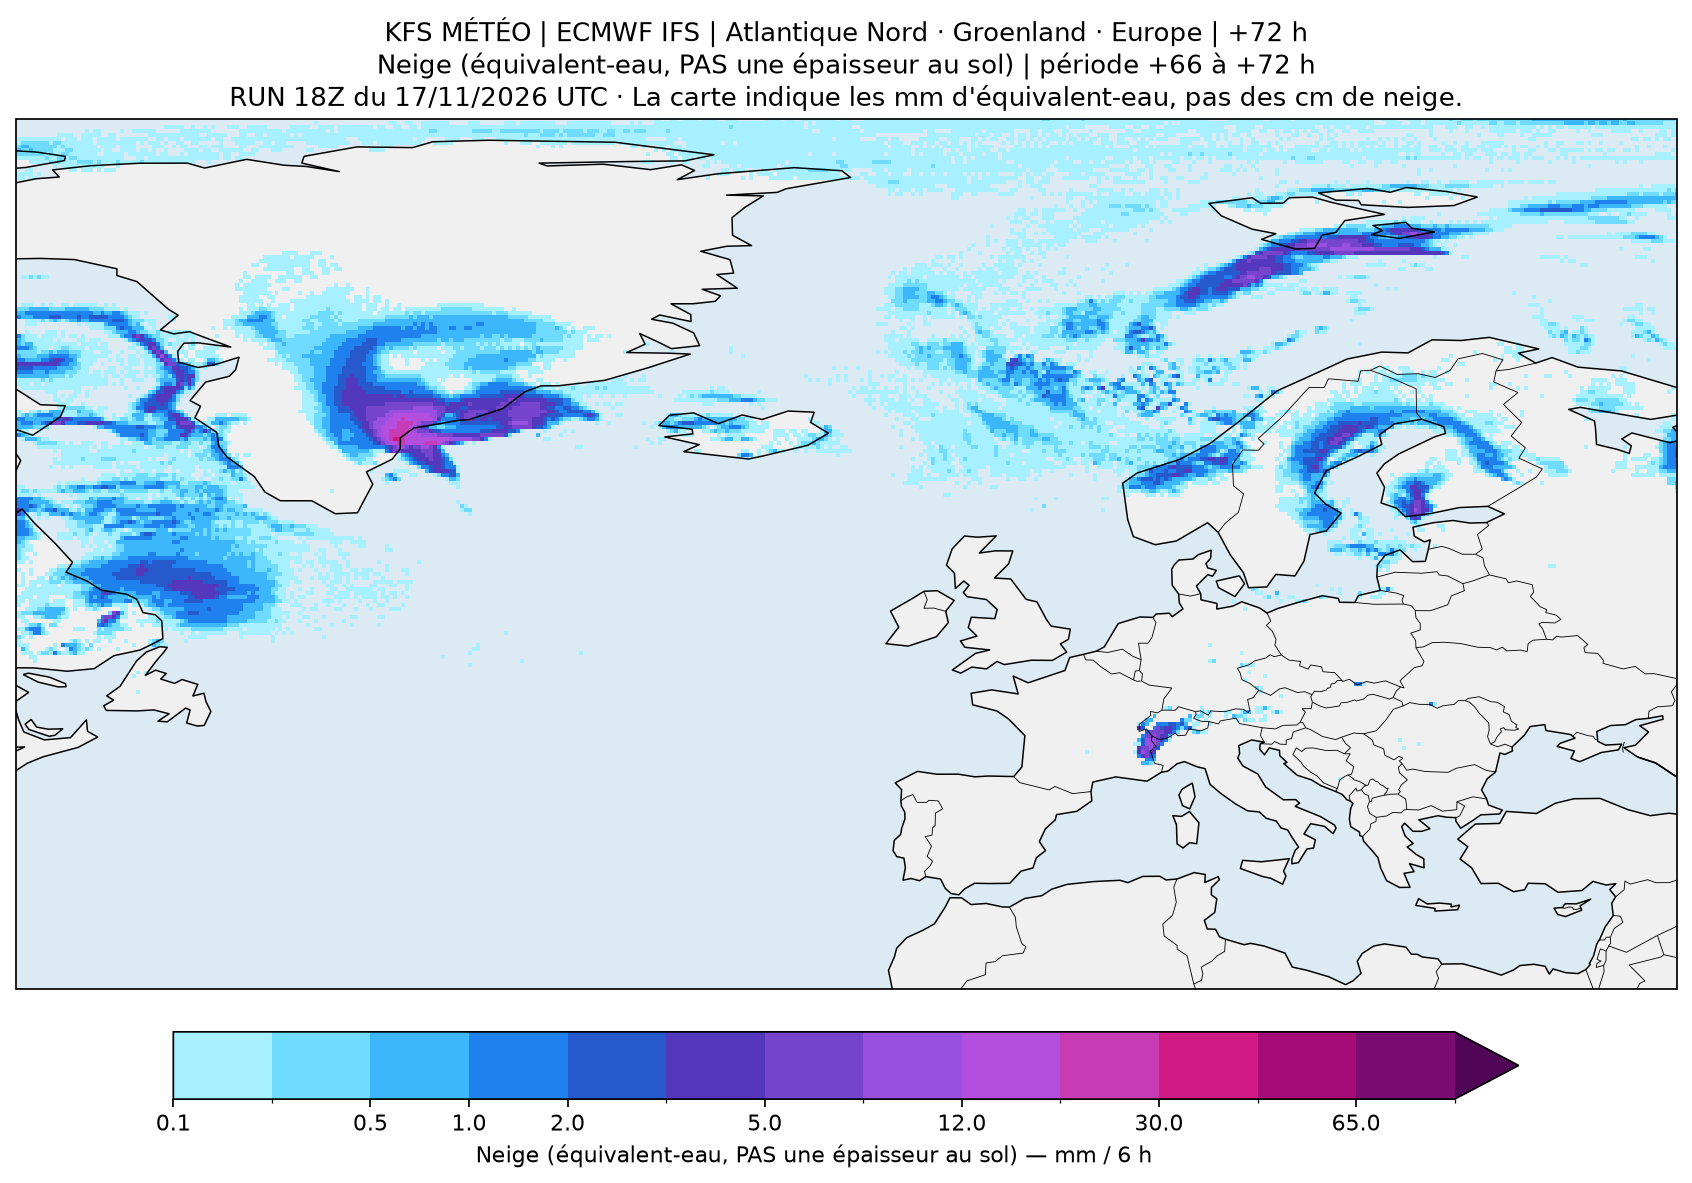 KFS MÉTÉO | ECMWF IFS | Atlantique Nord · Groenland · Europe | +72 h
Neige (équivalent-eau, PAS une épaisseur au sol) | période +66 à +72 h
RUN 18Z du 17/11/2026 UTC · La carte indique les mm d'équivalent-eau, pas des cm de neige.
0.1 0.5 1.0 2.0 5.0 12.0 30.0 65.0
Neige (équivalent-eau, PAS une épaisseur au sol) — mm / 6 h